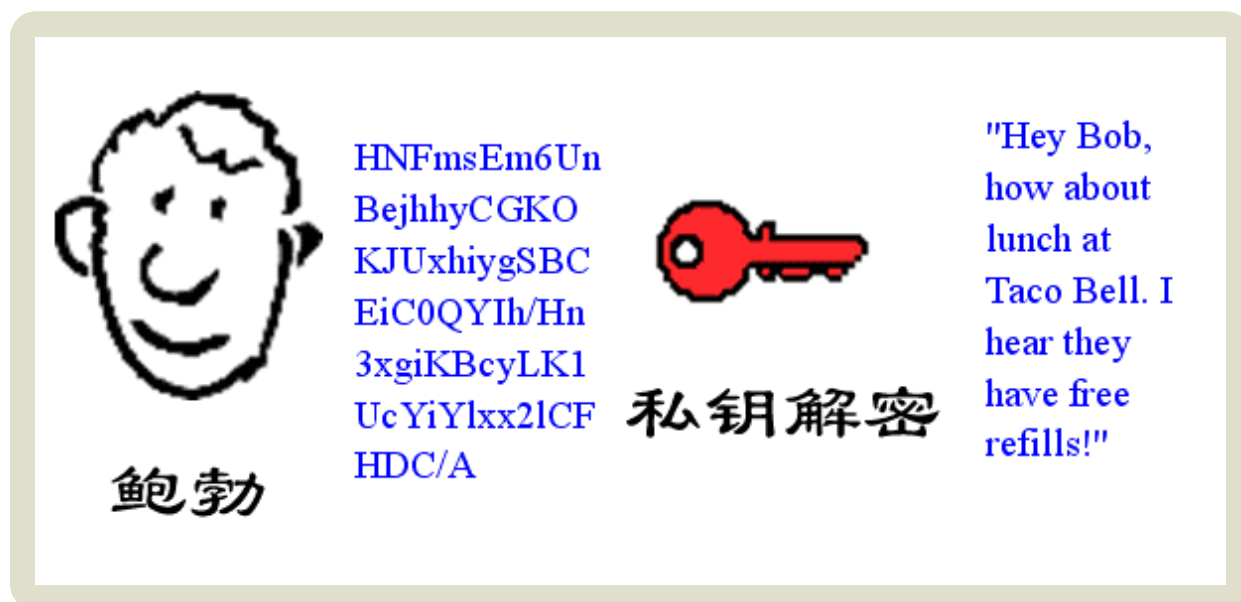 HNFmsEm6Un
BejhhyCGKO
KJUxhiygSBC
EiC0QYIh/Hn
3xgiKBcyLK1
UcYiYlxx2lCF
HDC/A
鲍勃
私钥解密
"Hey Bob,
how about
lunch at
Taco Bell. I
hear they
have free
refills!"